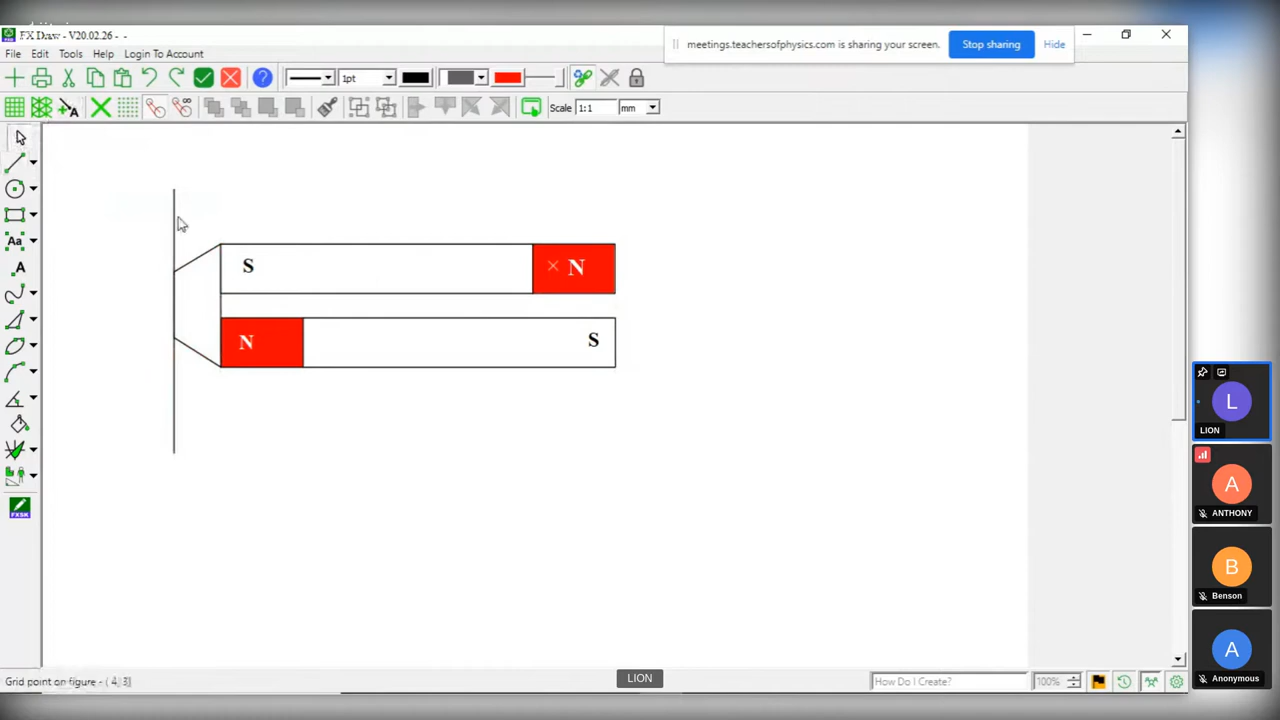 FX Draw - V20.02.26 - -
meetings.teachersofphysics.com is sharing your screen.
Stop sharing
Hide
File Edit Tools Help Login To Account
1pt
Scale 1:1 mm
Aa
A
S
× N
N
S
FXSK
L
LION
A
ANTHONY
B
Benson
A
Anonymous
Grid point on figure - ( 4, 3)
LION
How Do I Create?
100%